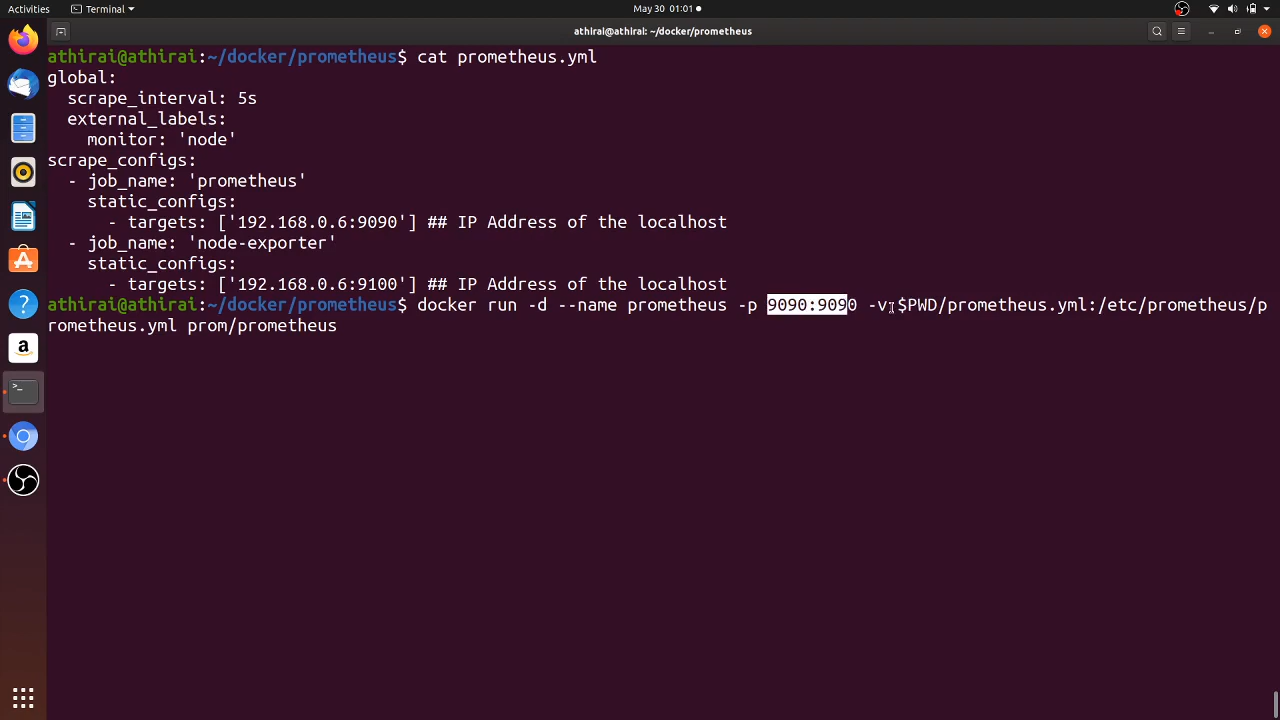 Activities
Terminal
May 30 01:01
athirai@athirai: ~/docker/prometheus
athirai@athirai:~/docker/prometheus$ cat prometheus.yml
global:
  scrape_interval: 5s
  external_labels:
    monitor: 'node'
scrape_configs:
  - job_name: 'prometheus'
    static_configs:
      - targets: ['192.168.0.6:9090'] ## IP Address of the localhost
  - job_name: 'node-exporter'
    static_configs:
      - targets: ['192.168.0.6:9100'] ## IP Address of the localhost
athirai@athirai:~/docker/prometheus$ docker run -d --name prometheus -p 9090:9090 -v $PWD/prometheus.yml:/etc/prometheus/p
rometheus.yml prom/prometheus